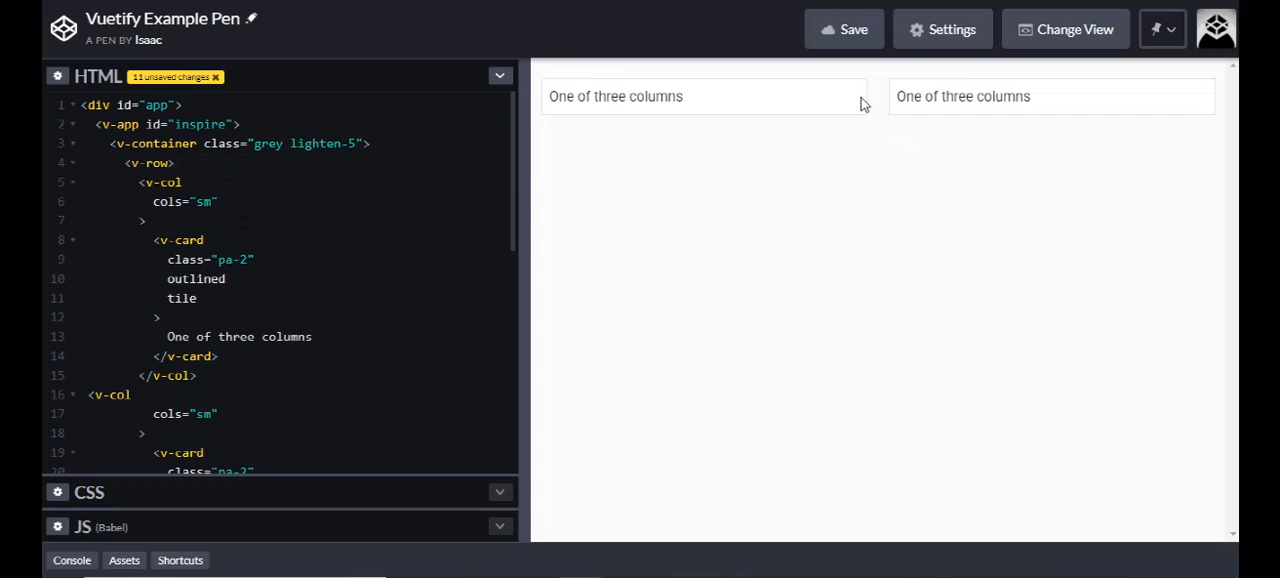 Vuetify Example Pen
A PEN BY Isaac
Save
Settings
Change View
HTML
11 unsaved changes ×
1 <div id="app">
2 <v-app id="inspire">
3 <v-container class="grey lighten-5">
4 <v-row>
5 <v-col
6 cols="sm"
7 >
8 <v-card
9 class="pa-2"
10 outlined
11 tile
12 >
13 One of three columns
14 </v-card>
15 </v-col>
16 <v-col
17 cols="sm"
18 >
19 <v-card
20 class="pa-2"
CSS
JS (Babel)
Console
Assets
Shortcuts
One of three columns
One of three columns